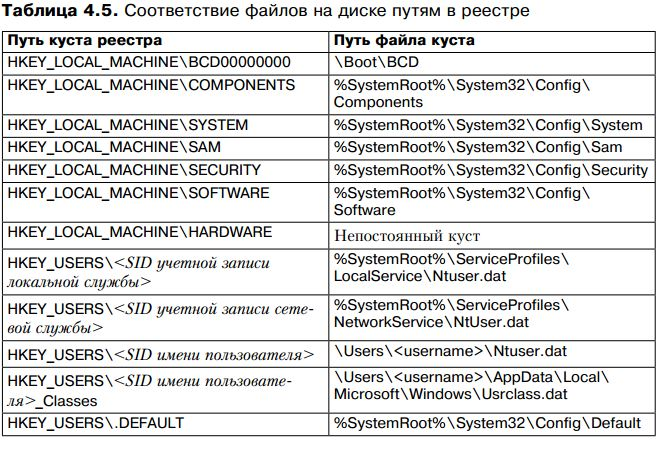 Таблица 4.5. Соответствие файлов на диске путям в реестре
Путь куста реестра
Путь файла куста
HKEY_LOCAL_MACHINE\BCD00000000
\Boot\BCD
HKEY_LOCAL_MACHINE\COMPONENTS
%SystemRoot%\System32\Config\
Components
HKEY_LOCAL_MACHINE\SYSTEM
%SystemRoot%\System32\Config\System
HKEY_LOCAL_MACHINE\SAM
%SystemRoot%\System32\Config\Sam
HKEY_LOCAL_MACHINE\SECURITY
%SystemRoot%\System32\Config\Security
HKEY_LOCAL_MACHINE\SOFTWARE
%SystemRoot%\System32\Config\
Software
HKEY_LOCAL_MACHINE\HARDWARE
Непостоянный куст
HKEY_USERS\<SID учетной записи
локальной службы>
%SystemRoot%\ServiceProfiles\
LocalService\Ntuser.dat
HKEY_USERS\<SID учетной записи сете-
вой службы>
%SystemRoot%\ServiceProfiles\
NetworkService\NtUser.dat
HKEY_USERS\<SID имени пользователя>
\Users\<username>\Ntuser.dat
HKEY_USERS\<SID имени пользовате-
ля>_Classes
\Users\<username>\AppData\Local\
Microsoft\Windows\Usrclass.dat
HKEY_USERS\.DEFAULT
%SystemRoot%\System32\Config\Default